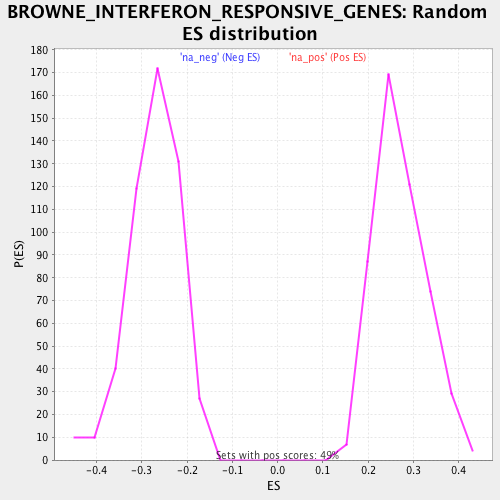 BROWNE_INTERFERON_RESPONSIVE_GENES: Random
ES distribution
'na_neg' (Neg ES) 'na_pos' (Pos ES)
180
170
160
150
140
130
120
110
100
90
80
70
60
50
40
30
20
10
0
P(ES)
Sets with pos scores: 49%
-0.4 -0.3 -0.2 -0.1 0.0 0.1 0.2 0.3 0.4
ES